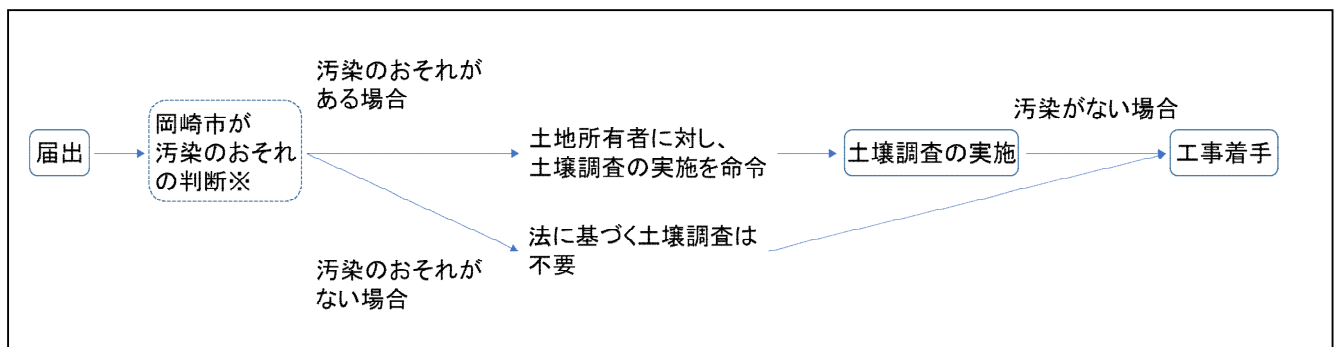 届出
岡崎市が
汚染のおそれ
の判断※
汚染のおそれが
ある場合
土地所有者に対し、
土壌調査の実施を命令
土壌調査の実施
汚染がない場合
工事着手
汚染のおそれが
ない場合
法に基づく土壌調査は
不要